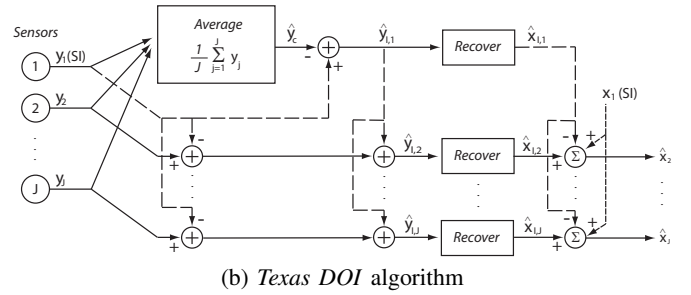 Sensors
Average
1/J J Σ j=1 y_j
ŷ_c
-
+
+
ŷ_{I,1}
Recover
x̂_{I,1}
1
y_1(SI)
x_1 (SI)
2
y_2
-
+
+
+
ŷ_{I,2}
Recover
x̂_{I,2}
-
+
+
Σ
x̂_2
J
y_J
-
+
+
+
ŷ_{I,J}
Recover
x̂_{I,J}
-
+
+
Σ
x̂_J
(b) Texas DOI algorithm